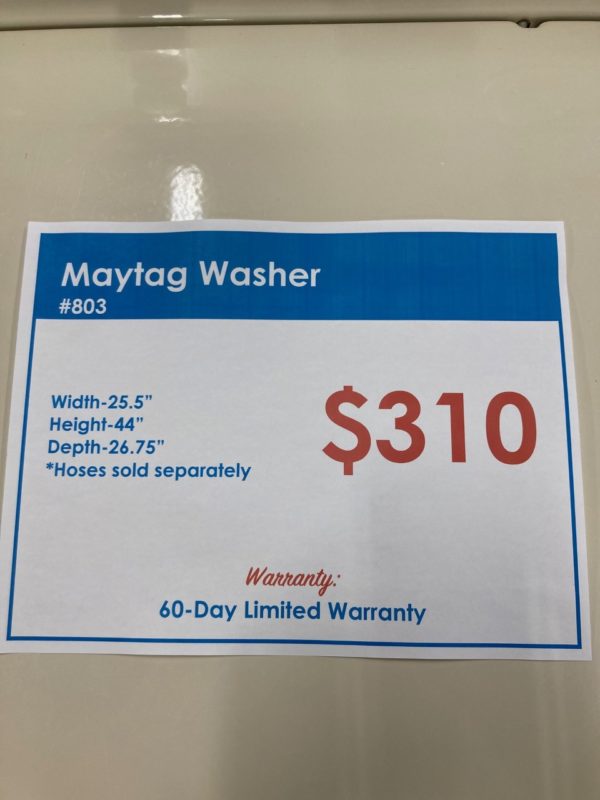 Maytag Washer
#803
Width-25.5”
Height-44”
Depth-26.75”
*Hoses sold separately
$310
Warranty:
60-Day Limited Warranty